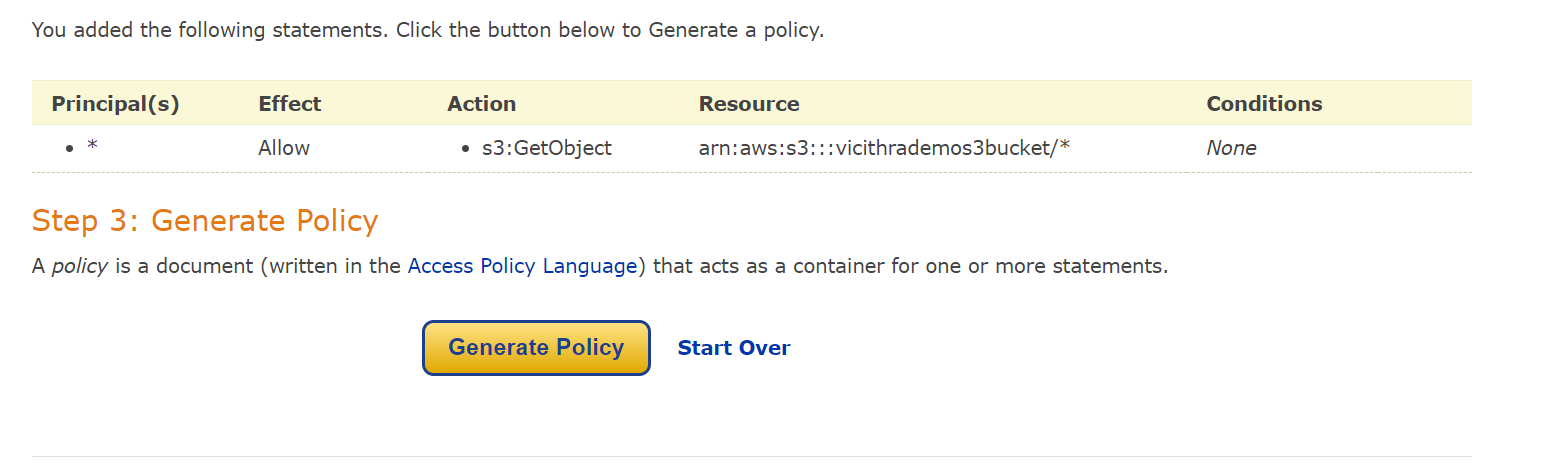 You added the following statements. Click the button below to Generate a policy.
Principal(s) Effect Action Resource Conditions
• * Allow • s3:GetObject arn:aws:s3:::vicithrademos3bucket/* None
Step 3: Generate Policy
A policy is a document (written in the Access Policy Language) that acts as a container for one or more statements.
Generate Policy Start Over